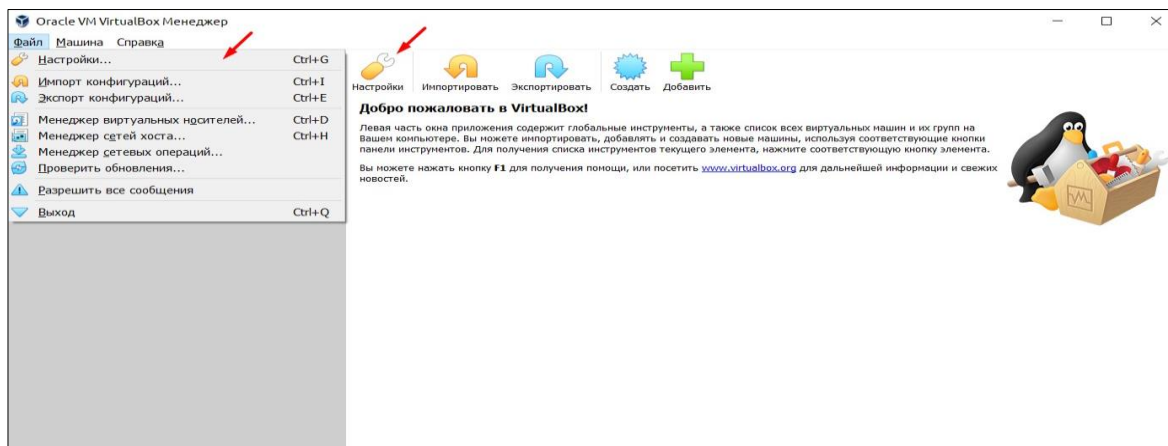 Oracle VM VirtualBox Менеджер
Файл Машина Справка
Настройки... Ctrl+G
Импорт конфигураций... Ctrl+I
Экспорт конфигураций... Ctrl+E
Менеджер виртуальных носителей... Ctrl+D
Менеджер сетей хоста... Ctrl+H
Менеджер сетевых операций...
Проверить обновления...
Разрешить все сообщения
Выход Ctrl+Q
Настройки Импортировать Экспортировать Создать Добавить
Добро пожаловать в VirtualBox!
Левая часть окна приложения содержит глобальные инструменты, а также список всех виртуальных машин и их групп на
Вашем компьютере. Вы можете импортировать, добавлять и создавать новые машины, используя соответствующие кнопки
панели инструментов. Для получения списка инструментов текущего элемента, нажмите соответствующую кнопку элемента.
Вы можете нажать кнопку F1 для получения помощи, или посетить www.virtualbox.org для дальнейшей информации и свежих
новостей.